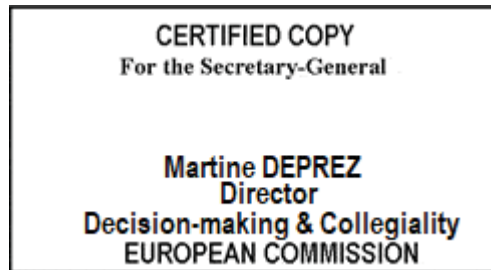 CERTIFIED COPY
For the Secretary-General
Martine DEPREZ
Director
Decision-making & Collegiality
EUROPEAN COMMISSION